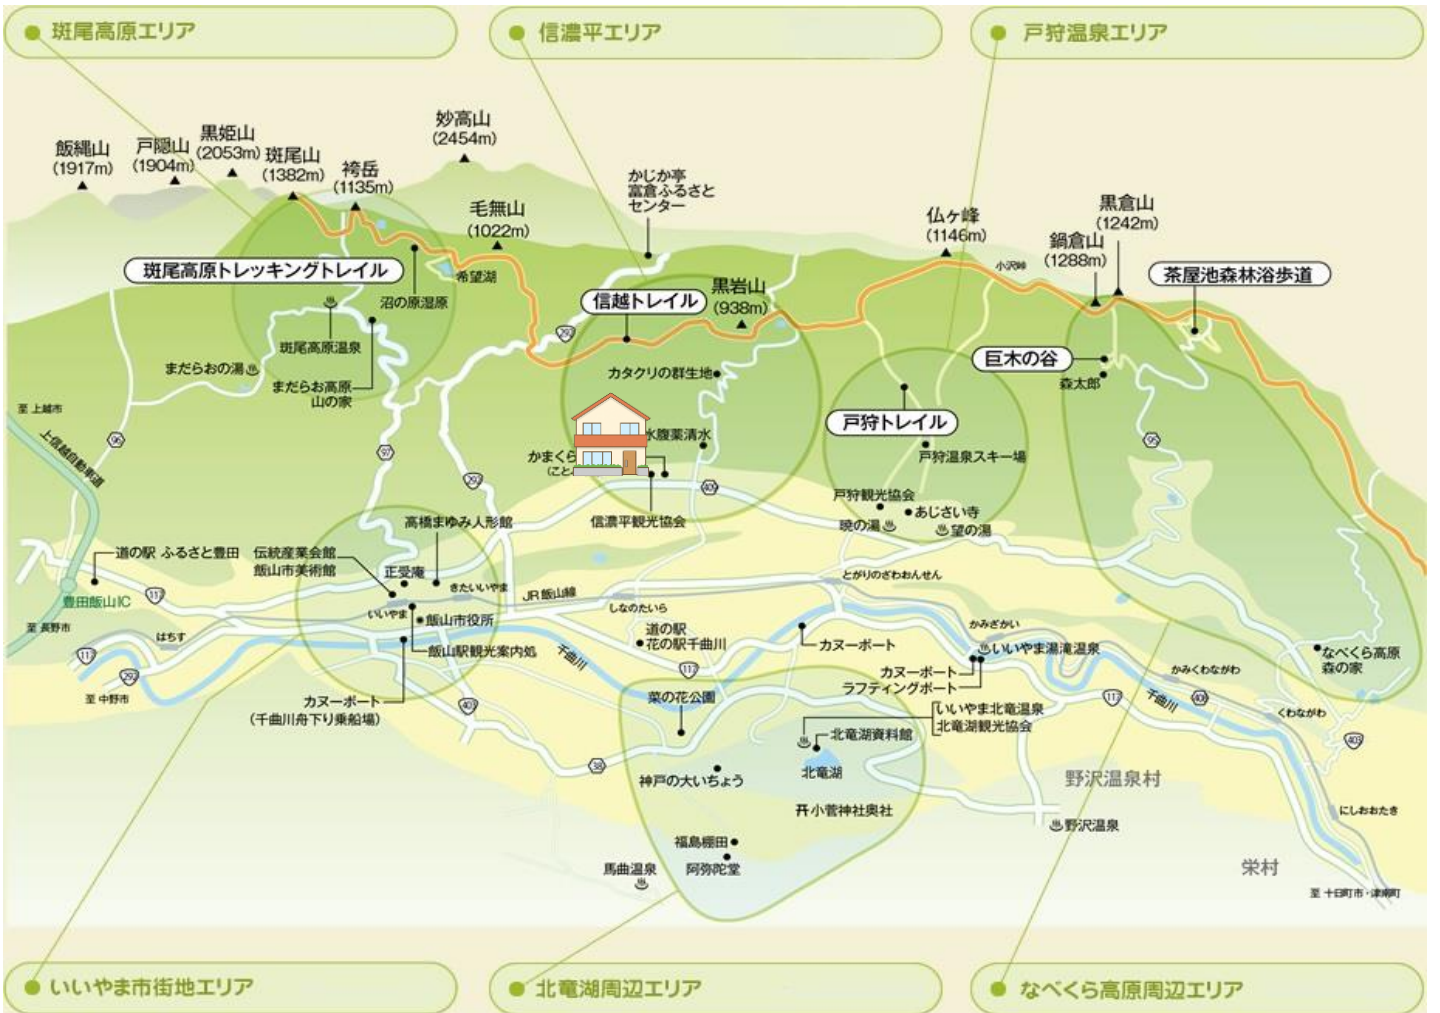 斑尾高原エリア
信濃平エリア
戸狩温泉エリア
飯縄山
(1917m)
戸隠山
(1904m)
黒姫山
(2053m)
斑尾山
(1382m)
袴岳
(1135m)
妙高山
(2454m)
毛無山
(1022m)
かじか亭
富倉ふるさと
センター
仏ヶ峰
(1146m)
小沢峠
鍋倉山
(1288m)
黒倉山
(1242m)
茶屋池森林浴歩道
斑尾高原トレッキングトレイル
希望湖
沼の原湿原
信越トレイル
黒岩山
(938m)
292
斑尾高原温泉
まだらおの湯
まだらお高原
山の家
カタクリの群生地
巨木の谷
森太郎
戸狩トレイル
戸狩温泉スキー場
至 上越市
上信越自動車道
96
97
292
95
水腹薬清水
かまくら
409
信濃平観光協会
戸狩観光協会
あじさい寺
暁の湯
望の湯
高橋まゆみ人形館
道の駅 ふるさと豊田
伝統産業会館
飯山市美術館
正受庵
きたいいやま
JR飯山線
とがりのざわおんせん
豊田飯山IC
117
いいやま
飯山市役所
しなのたいら
至 長野市
はちす
道の駅
花の駅千曲川
カヌーポート
かみざかい
いいやま湯滝温泉
なべくら高原
森の家
117
292
飯山駅観光案内処
千曲川
117
カヌーポート
ラフティングポート
かみくわながわ
至 中野市
カヌーポート
(千曲川舟下り乗船場)
403
菜の花公園
いいやま北竜温泉
北竜湖観光協会
117
千曲川
408
くわながわ
403
北竜湖資料館
38
神戸の大いちょう
北竜湖
野沢温泉村
小菅神社奥社
野沢温泉
にしおおたき
福島棚田
阿弥陀堂
馬曲温泉
栄村
至 十日町市・津南町
いいやま市街地エリア
北竜湖周辺エリア
なべくら高原周辺エリア